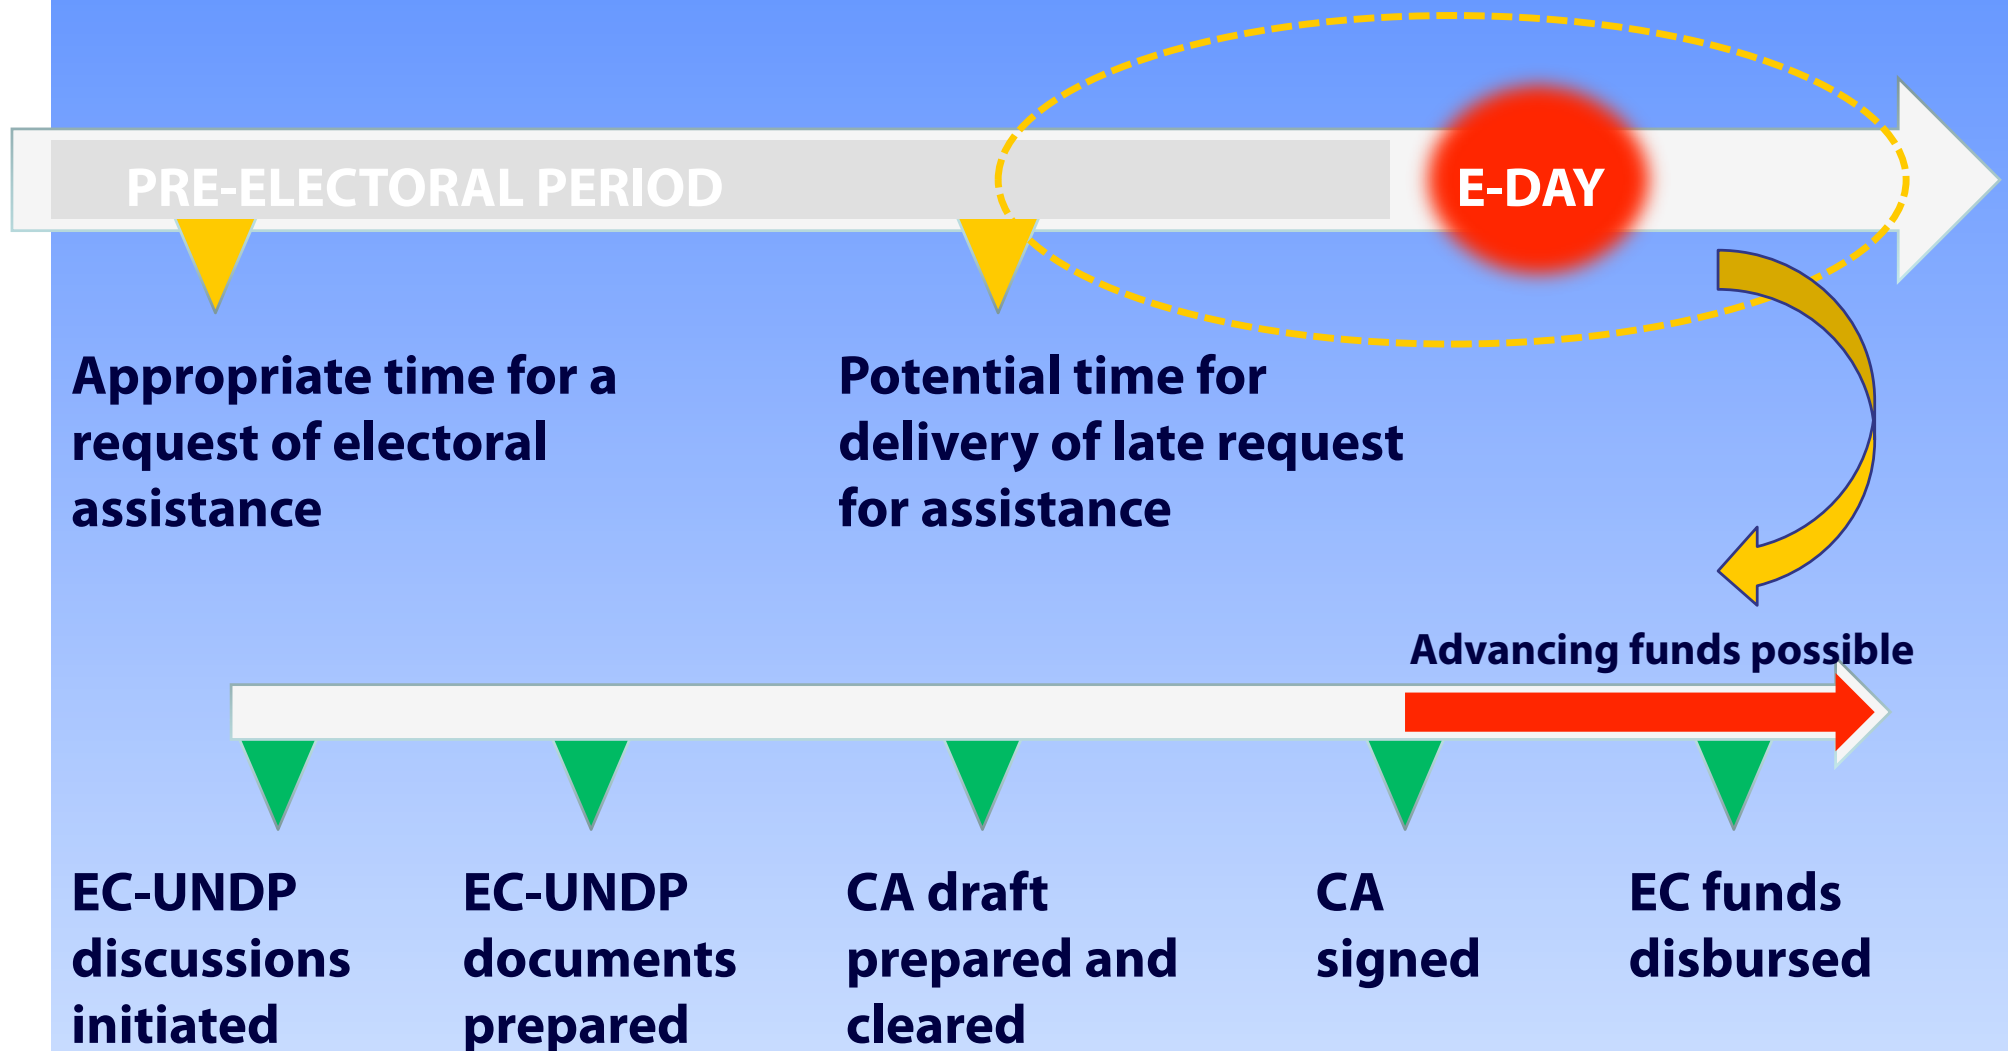 PRE-ELECTORAL PERIOD
E-DAY
Appropriate time for a
request of electoral
assistance
Potential time for
delivery of late request
for assistance
Advancing funds possible
EC-UNDP
discussions
initiated
EC-UNDP
documents
prepared
CA draft
prepared and
cleared
CA
signed
EC funds
disbursed